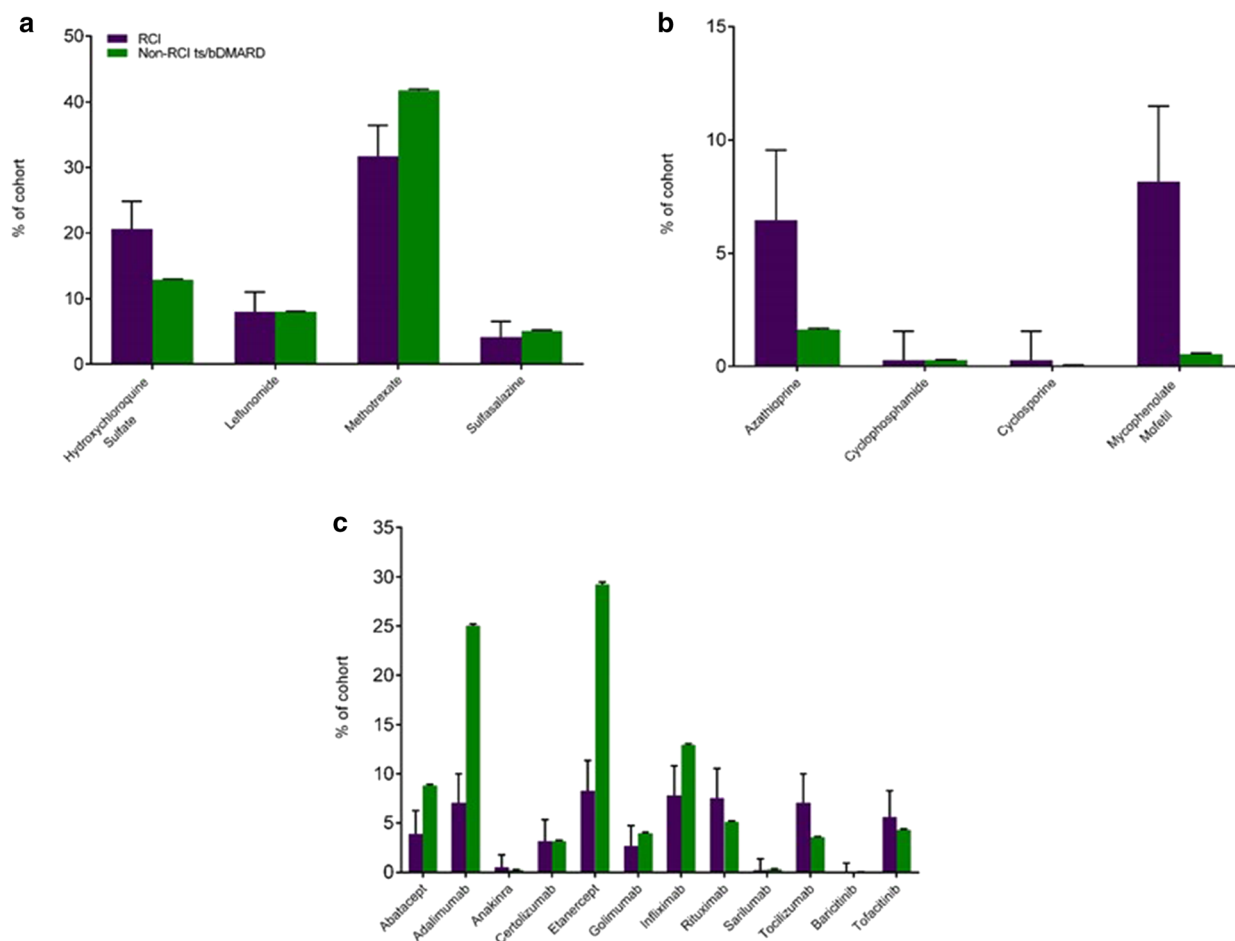 a
50
40
30
20
10
0
% of cohort
RCI
Non-RCI ts/bDMARD
Hydroxychloroquine
Sulfate
Leflunomide
Methotrexate
Sulfasalazine
b
15
10
5
0
% of cohort
Azathioprine
Cyclophosphamide
Cyclosporine
Mycophenolate
Mofetil
c
35
30
25
20
15
10
5
0
% of cohort
Abatacept
Adalimumab
Anakinra
Certolizumab
Etanercept
Golimumab
Infliximab
Rituximab
Sarilumab
Tocilizumab
Baricitinib
Tofacitinib